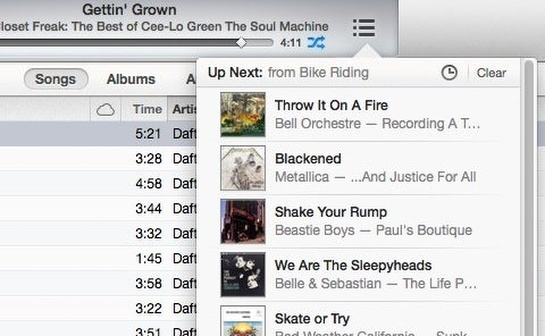 Gettin' Grown
loset Freak: The Best of Cee-Lo Green The Soul Machine
4:11
Songs Albums A
Up Next: from Bike Riding Clear
Time Artis
Throw It On A Fire
Bell Orchestre — Recording A T...
5:21 Daft
3:28 Daft
Blackened
Metallica — ...And Justice For All
4:58 Daft
3:44 Daft
Shake Your Rump
Beastie Boys — Paul's Boutique
3:32 Daft
1:45 Daft
We Are The Sleepyheads
Belle & Sebastian — The Life P...
3:58 Daft
3:22 Daft
Skate or Try
Bad Weather California — Sunk
3:51 Daft